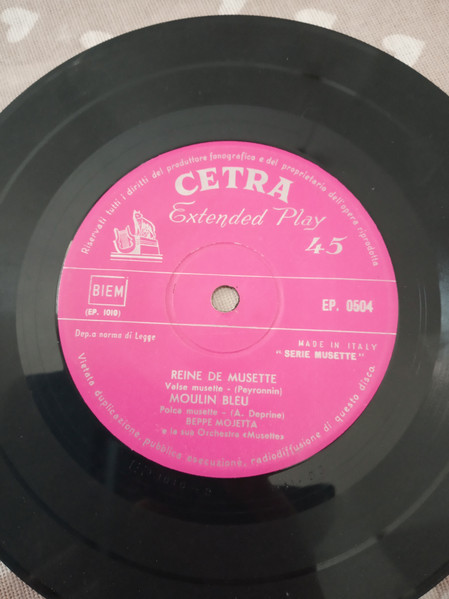 Riservati tutti i diritti del produttore fonografico e del proprietario dell'opera riprodotta
CETRA
Extended Play
45
BIEM
(EP. 1010)
EP. 0504
Dep. a norma di Legge
MADE IN ITALY
"SERIE MUSETTE"
REINE DE MUSETTE
Valse musette - (Peyronnin)
MOULIN BLEU
Polca musette - (A. Deprine)
BEPPE MOJETTA
e la sua Orchestra «Musette»
Vietata duplicazione, pubblica esecuzione, radiodiffusione di questo disco.